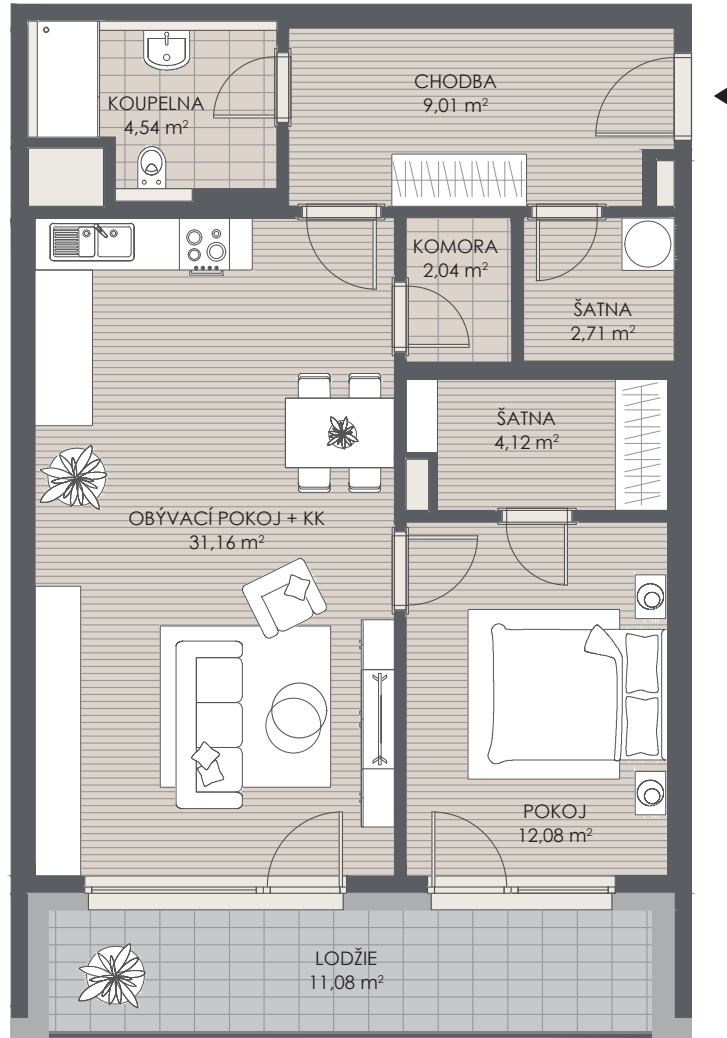 KOUPELNA
4,54 m²
CHODBA
9,01 m²
KOMORA
2,04 m²
ŠATNA
2,71 m²
ŠATNA
4,12 m²
OBÝVACÍ POKOJ + KK
31,16 m²
POKOJ
12,08 m²
LODŽIE
11,08 m²